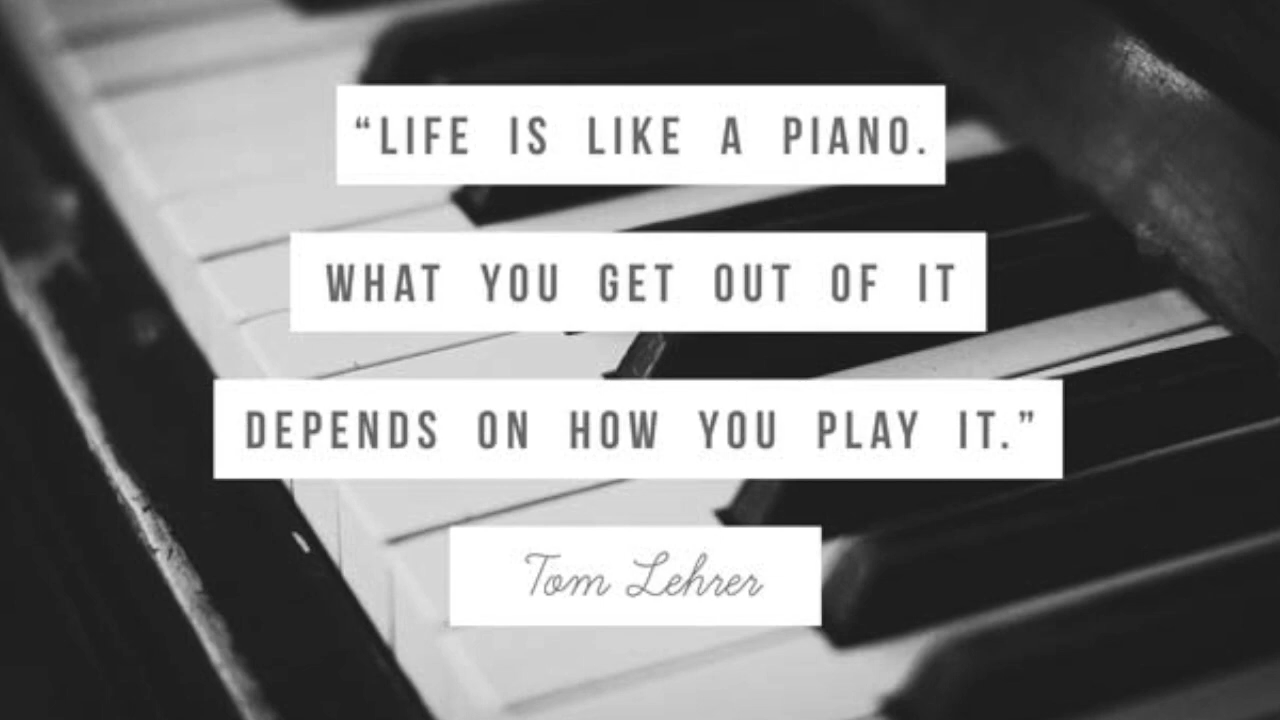 “LIFE IS LIKE A PIANO.
WHAT YOU GET OUT OF IT
DEPENDS ON HOW YOU PLAY IT.”
Tom Lehrer